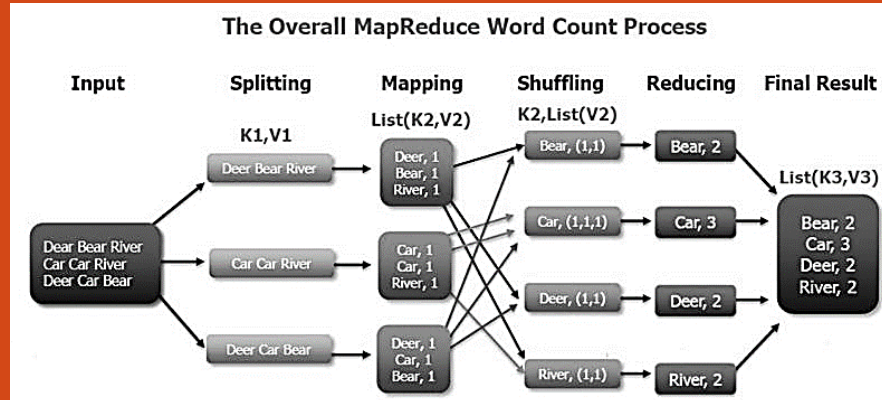 The Overall MapReduce Word Count Process
Input
Splitting
Mapping
Shuffling
Reducing
Final Result
K1,V1
List(K2,V2)
K2,List(V2)
List(K3,V3)
Dear Bear River
Car Car River
Deer Car Bear
Deer Bear River
Car Car River
Deer Car Bear
Deer, 1
Bear, 1
River, 1
Car, 1
Car, 1
River, 1
Deer, 1
Car, 1
Bear, 1
Bear, (1,1)
Car, (1,1,1)
Deer, (1,1)
River, (1,1)
Bear, 2
Car, 3
Deer, 2
River, 2
Bear, 2
Car, 3
Deer, 2
River, 2